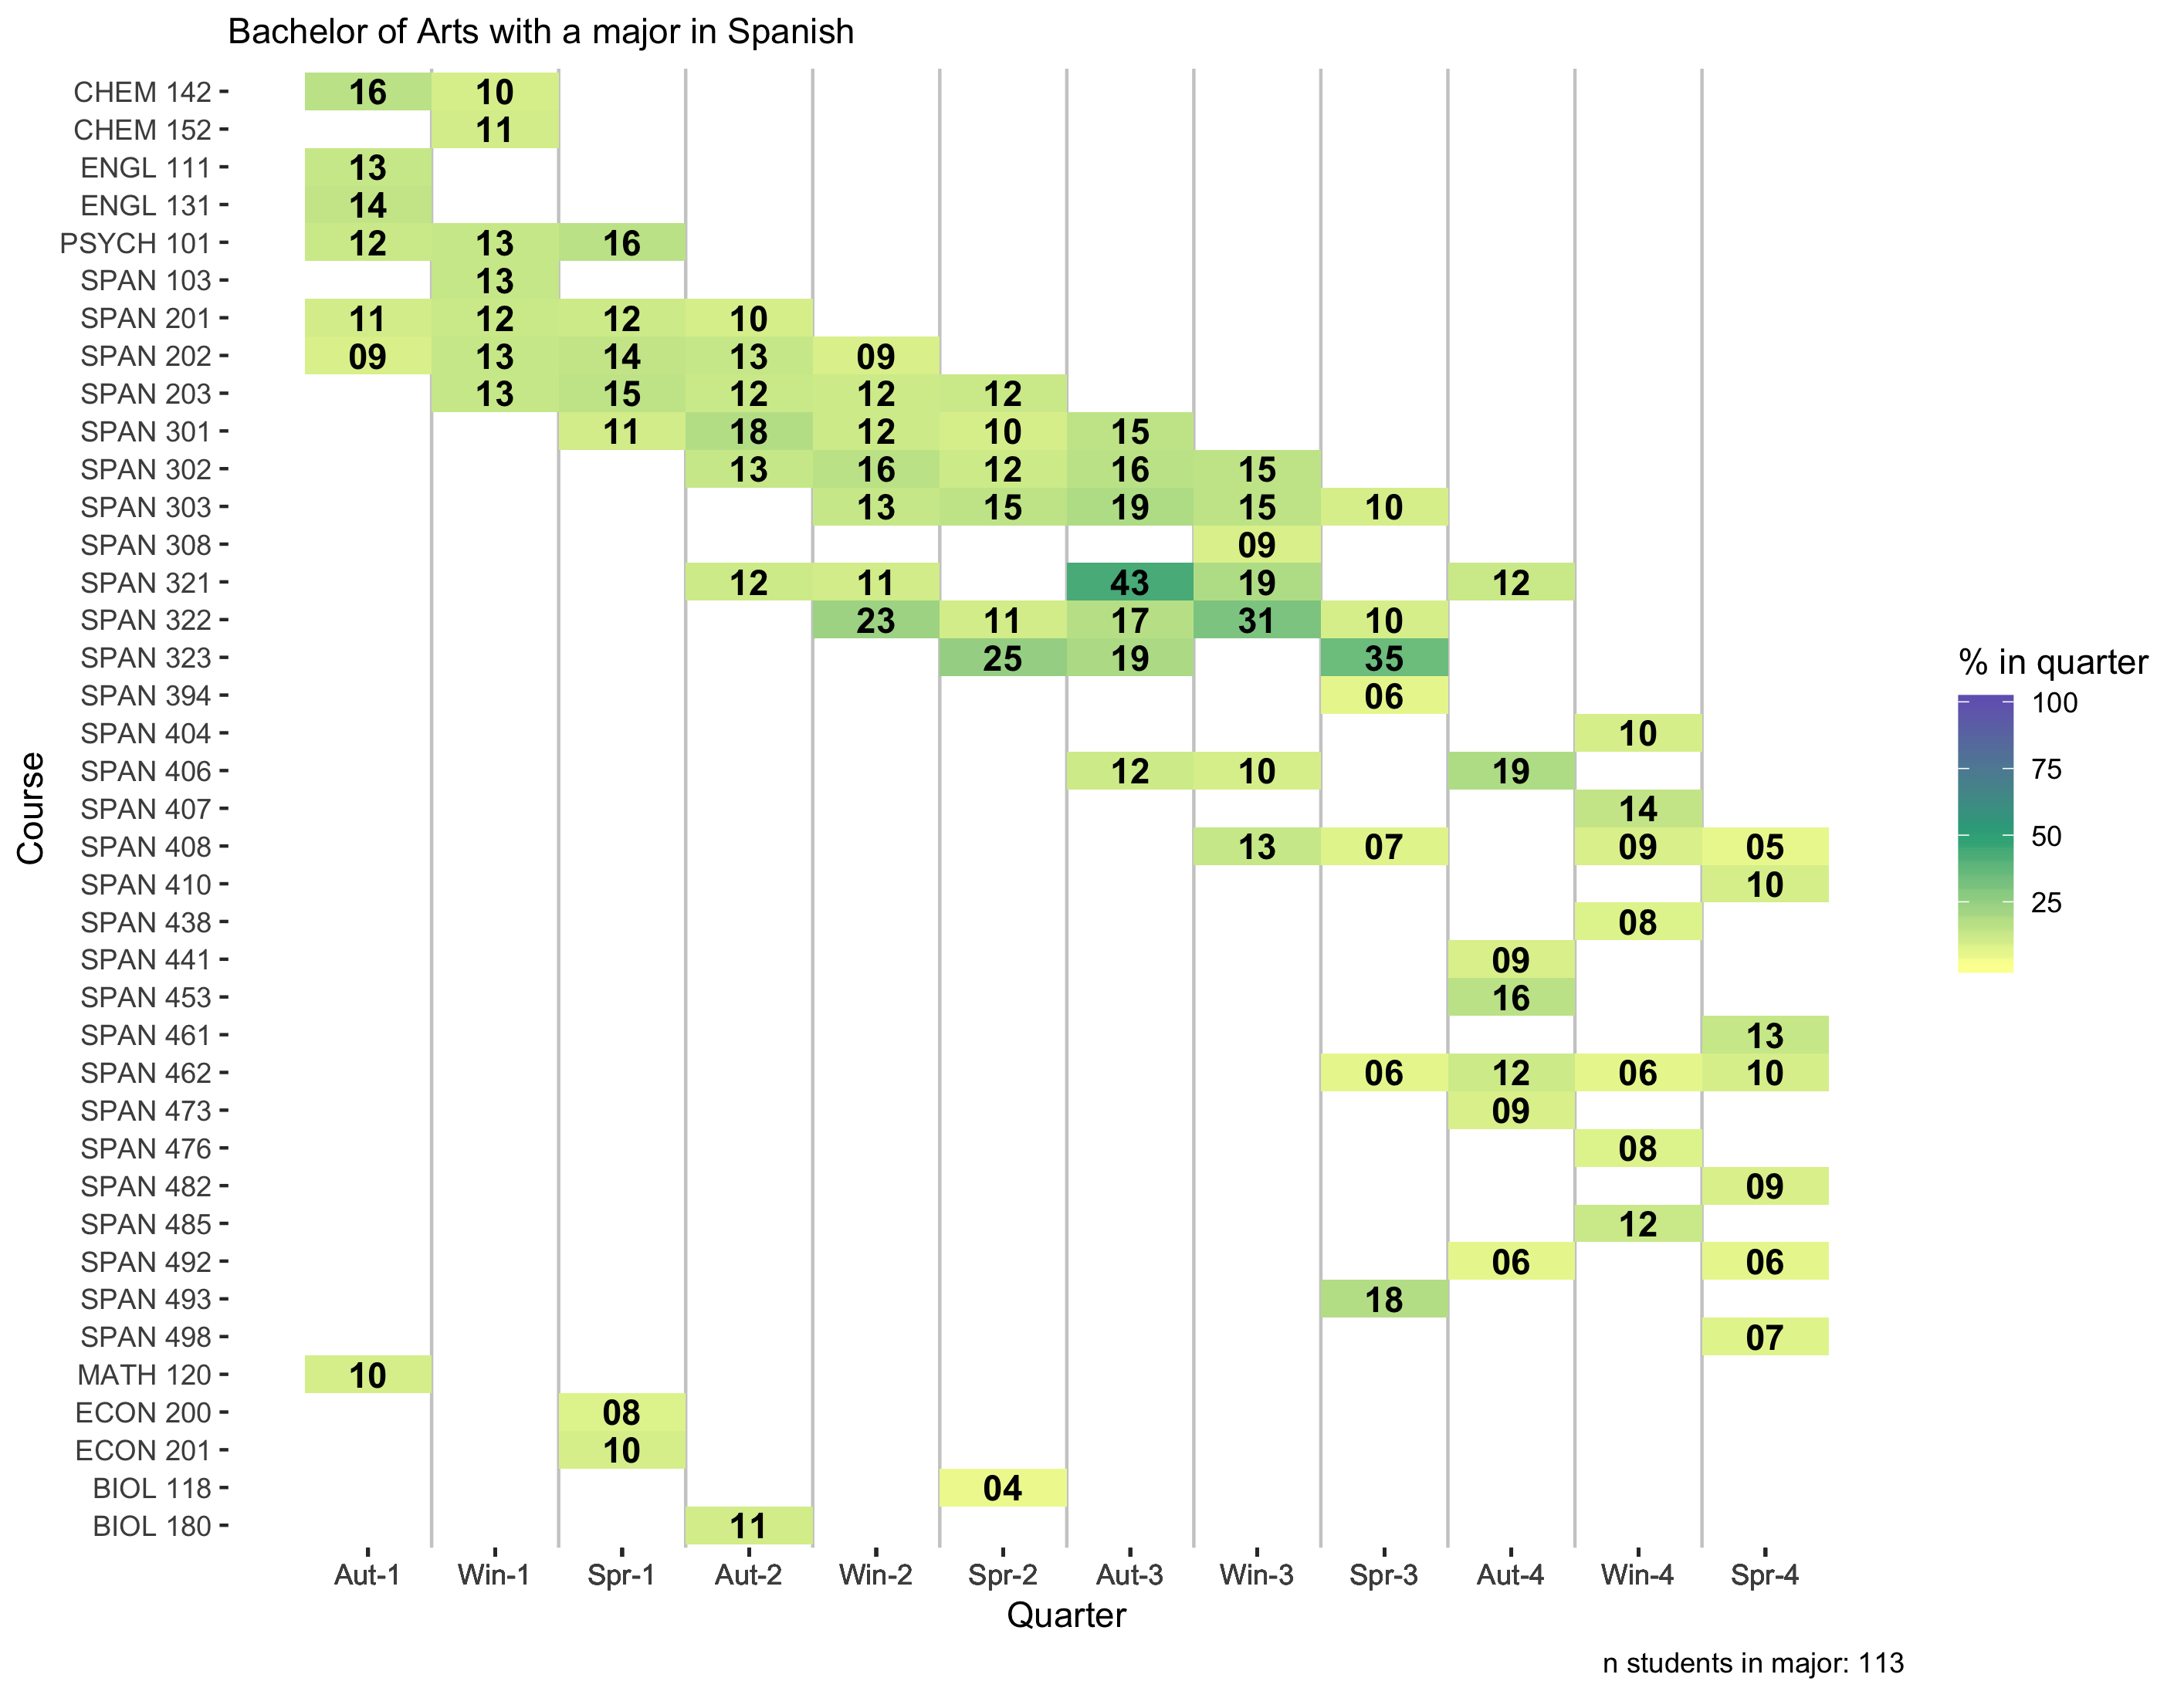 Bachelor of Arts with a major in Spanish
CHEM 142 16 10
CHEM 152 11
ENGL 111 13
ENGL 131 14
PSYCH 101 12 13 16
SPAN 103 13
SPAN 201 11 12 12 10
SPAN 202 09 13 14 13 09
SPAN 203 13 15 12 12 12
SPAN 301 11 18 12 10 15
SPAN 302 13 16 12 16 15
SPAN 303 13 15 19 15 10
SPAN 308 09
SPAN 321 12 11 43 19 12
SPAN 322 23 11 17 31 10
SPAN 323 25 19 35
SPAN 394 06
SPAN 404 10
SPAN 406 12 10 19
SPAN 407 14
SPAN 408 13 07 09 05
SPAN 410 10
SPAN 438 08
SPAN 441 09
SPAN 453 16
SPAN 461 13
SPAN 462 06 12 06 10
SPAN 473 09
SPAN 476 08
SPAN 482 09
SPAN 485 12
SPAN 492 06 06
SPAN 493 18
SPAN 498 07
MATH 120 10
ECON 200 08
ECON 201 10
BIOL 118 04
BIOL 180 11
Aut-1 Win-1 Spr-1 Aut-2 Win-2 Spr-2 Aut-3 Win-3 Spr-3 Aut-4 Win-4 Spr-4
Quarter
Course
% in quarter
100
75
50
25
n students in major: 113